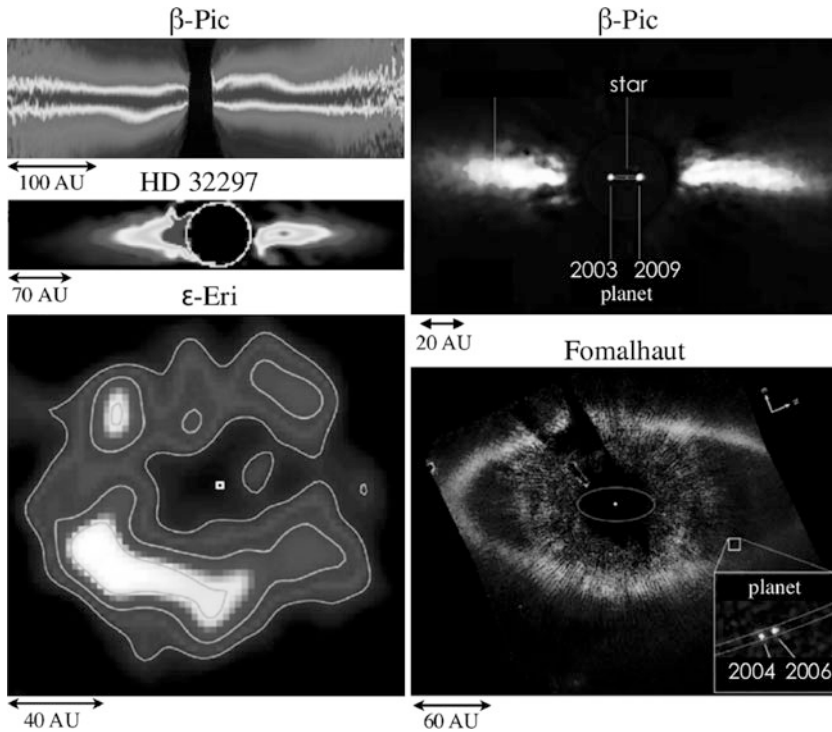 β-Pic
100 AU
HD 32297
70 AU
ε-Eri
40 AU
β-Pic
star
2003 2009
planet
20 AU
Fomalhaut
planet
2004 2006
60 AU